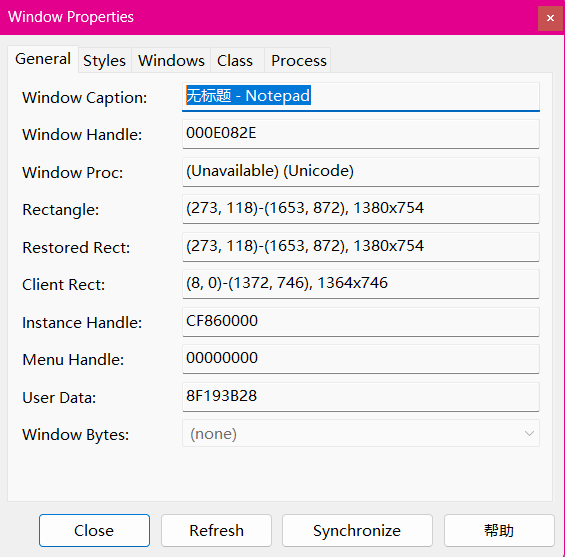 Window Properties
General Styles Windows Class Process
Window Caption: 无标题 - Notepad
Window Handle: 000E082E
Window Proc: (Unavailable) (Unicode)
Rectangle: (273, 118)-(1653, 872), 1380x754
Restored Rect: (273, 118)-(1653, 872), 1380x754
Client Rect: (8, 0)-(1372, 746), 1364x746
Instance Handle: CF860000
Menu Handle: 00000000
User Data: 8F193B28
Window Bytes: (none)
Close Refresh Synchronize 帮助